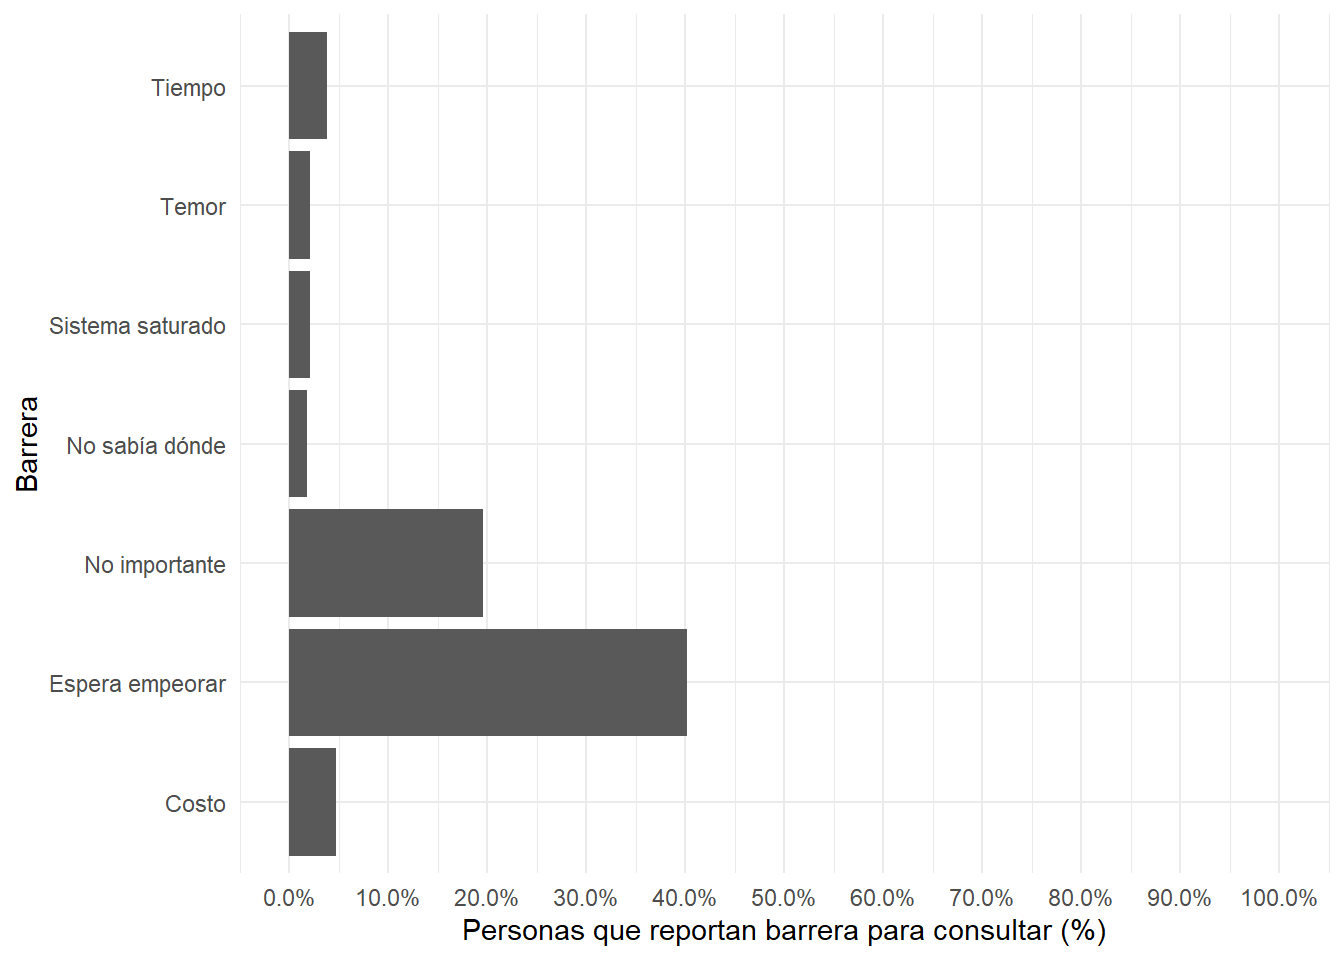 Barrera
Tiempo
Temor
Sistema saturado
No sabía dónde
No importante
Espera empeorar
Costo
0.0% 10.0% 20.0% 30.0% 40.0% 50.0% 60.0% 70.0% 80.0% 90.0% 100.0%
Personas que reportan barrera para consultar (%)